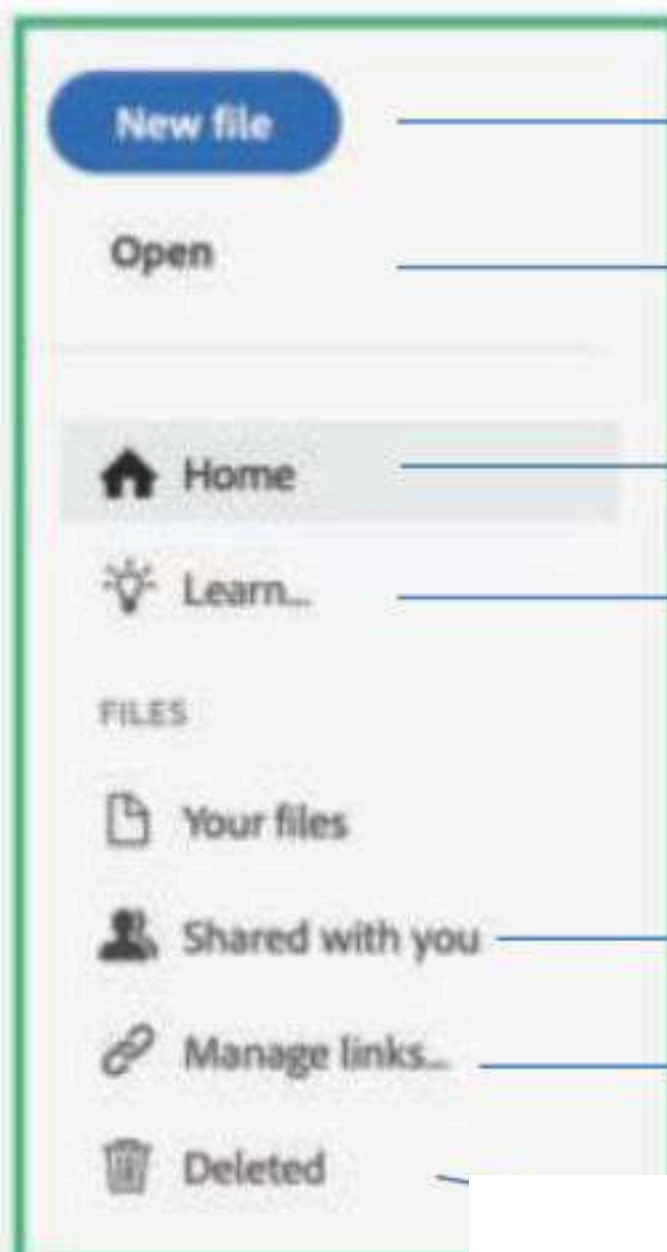 New file
Open
Home
Learn...
FILES
Your files
Shared with you
Manage links...
Deleted